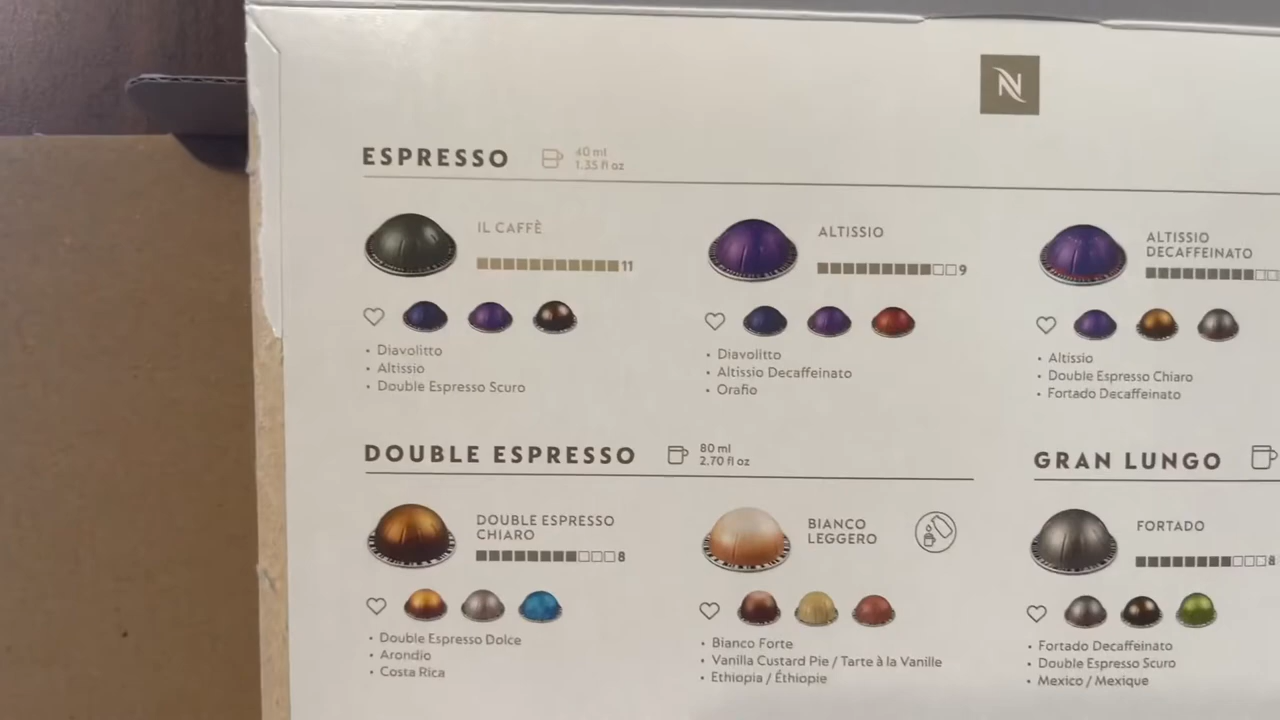 N
ESPRESSO
40 ml
1.35 fl oz
IL CAFFÈ
11
ALTISSIO
9
ALTISSIO
DECAFFEINATO
• Diavolitto
• Altissio
• Double Espresso Scuro
• Diavolitto
• Altissio Decaffeinato
• Orafio
• Altissio
• Double Espresso Chiaro
• Fortado Decaffeinato
DOUBLE ESPRESSO
80 ml
2.70 fl oz
GRAN LUNGO
DOUBLE ESPRESSO
CHIARO
8
BIANCO
LEGGERO
FORTADO
8
• Double Espresso Dolce
• Arondio
• Costa Rica
• Bianco Forte
• Vanilla Custard Pie / Tarte à la Vanille
• Ethiopia / Éthiopie
• Fortado Decaffeinato
• Double Espresso Scuro
• Mexico / Mexique